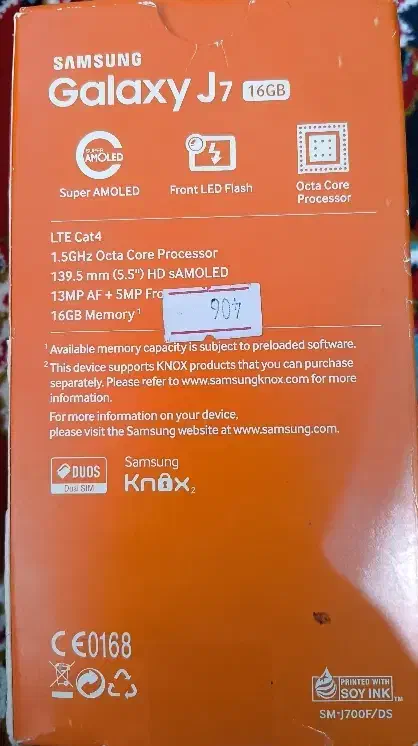 SAMSUNG
Galaxy J7 16GB
SUPER
AMOLED
Super AMOLED
Front LED Flash
Octa Core
Processor
LTE Cat4
1.5GHz Octa Core Processor
139.5 mm (5.5") HD sAMOLED
13MP AF + 5MP Fro
16GB Memory¹
406
¹ Available memory capacity is subject to preloaded software.
² This device supports KNOX products that you can purchase
separately. Please refer to www.samsungknox.com for more
information.
For more information on your device,
please visit the Samsung website at www.samsung.com.
DUOS
Dual SIM
Samsung
Knox₂
CE0168
PRINTED WITH
SOY INK™
SM-J700F/DS